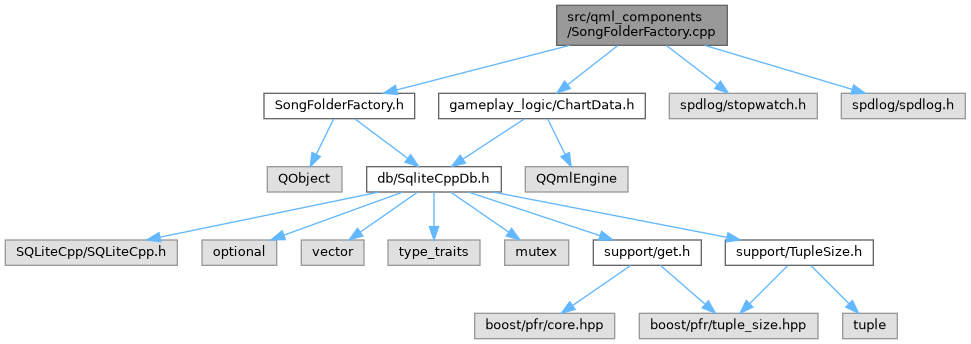 src/qml_components
/SongFolderFactory.cpp
SongFolderFactory.h
gameplay_logic/ChartData.h
spdlog/stopwatch.h
spdlog/spdlog.h
QObject
db/SqliteCppDb.h
QQmlEngine
SQLiteCpp/SQLiteCpp.h
optional
vector
type_traits
mutex
support/get.h
support/TupleSize.h
boost/pfr/core.hpp
boost/pfr/tuple_size.hpp
tuple